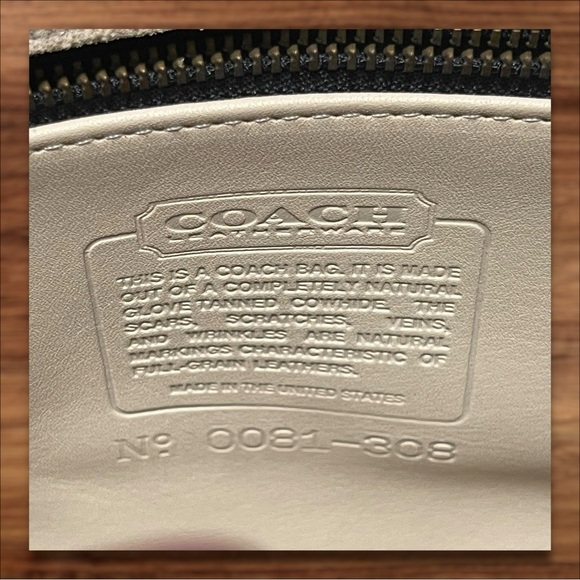 COACH
LEATHERWARE
THIS IS A COACH BAG. IT IS MADE
OUT OF A COMPLETELY NATURAL
GLOVE TANNED COWHIDE. THE
SCARS, SCRATCHES, VEINS,
AND WRINKLES ARE NATURAL
MARKINGS CHARACTERISTIC OF
FULL-GRAIN LEATHERS.
MADE IN THE UNITED STATES
No: 0081-308